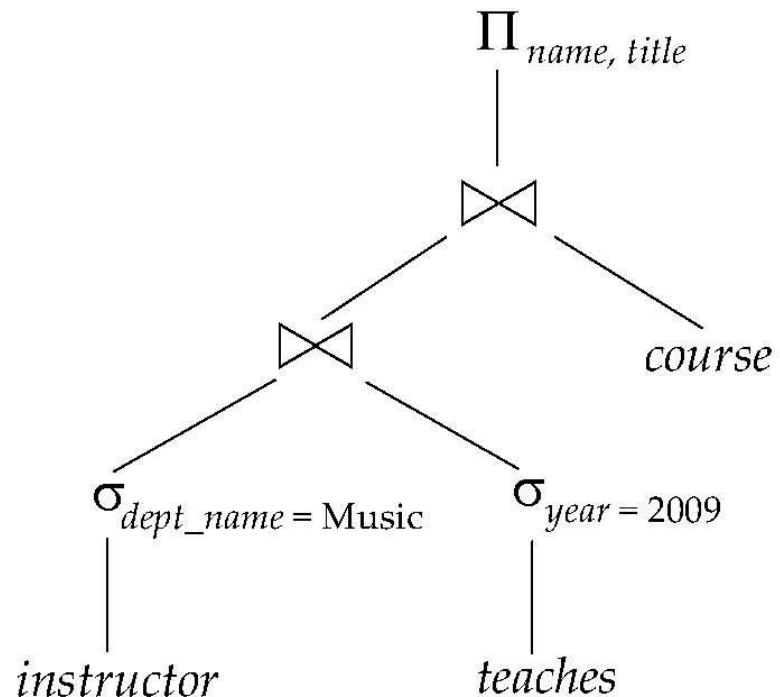 Π name, title
⋈
⋈
course
σ dept_name = Music
σ year = 2009
instructor
teaches